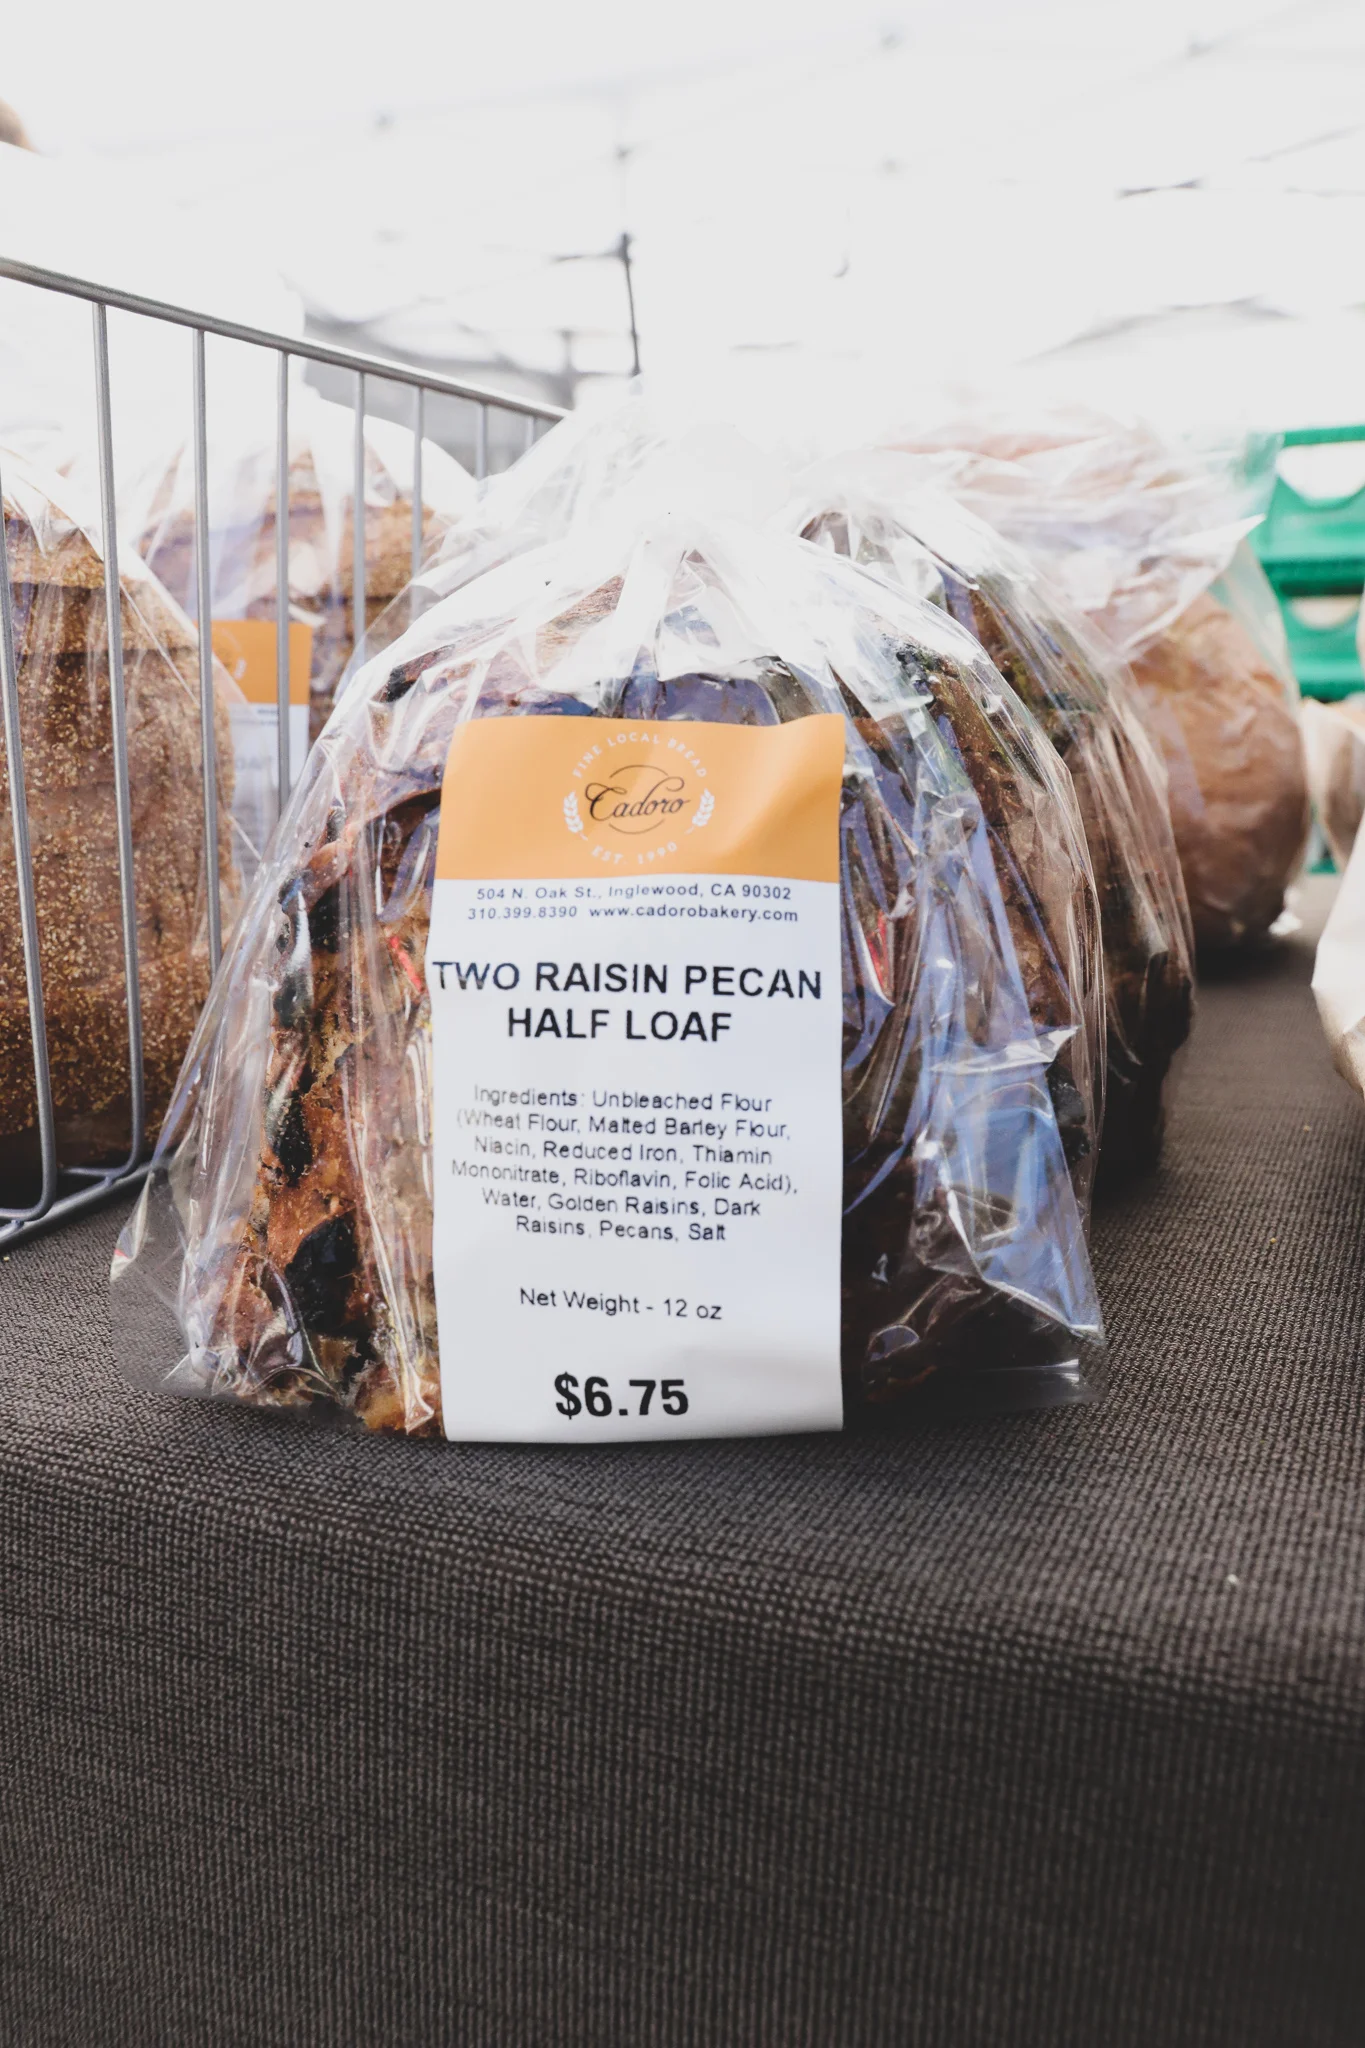 FINE LOCAL BREAD
Cadoro
EST. 1990
504 N. Oak St., Inglewood, CA 90302
310.399.8390 www.cadorobakery.com
TWO RAISIN PECAN
HALF LOAF
Ingredients: Unbleached Flour
(Wheat Flour, Malted Barley Flour,
Niacin, Reduced Iron, Thiamin
Mononitrate, Riboflavin, Folic Acid),
Water, Golden Raisins, Dark
Raisins, Pecans, Salt
Net Weight - 12 oz
$6.75